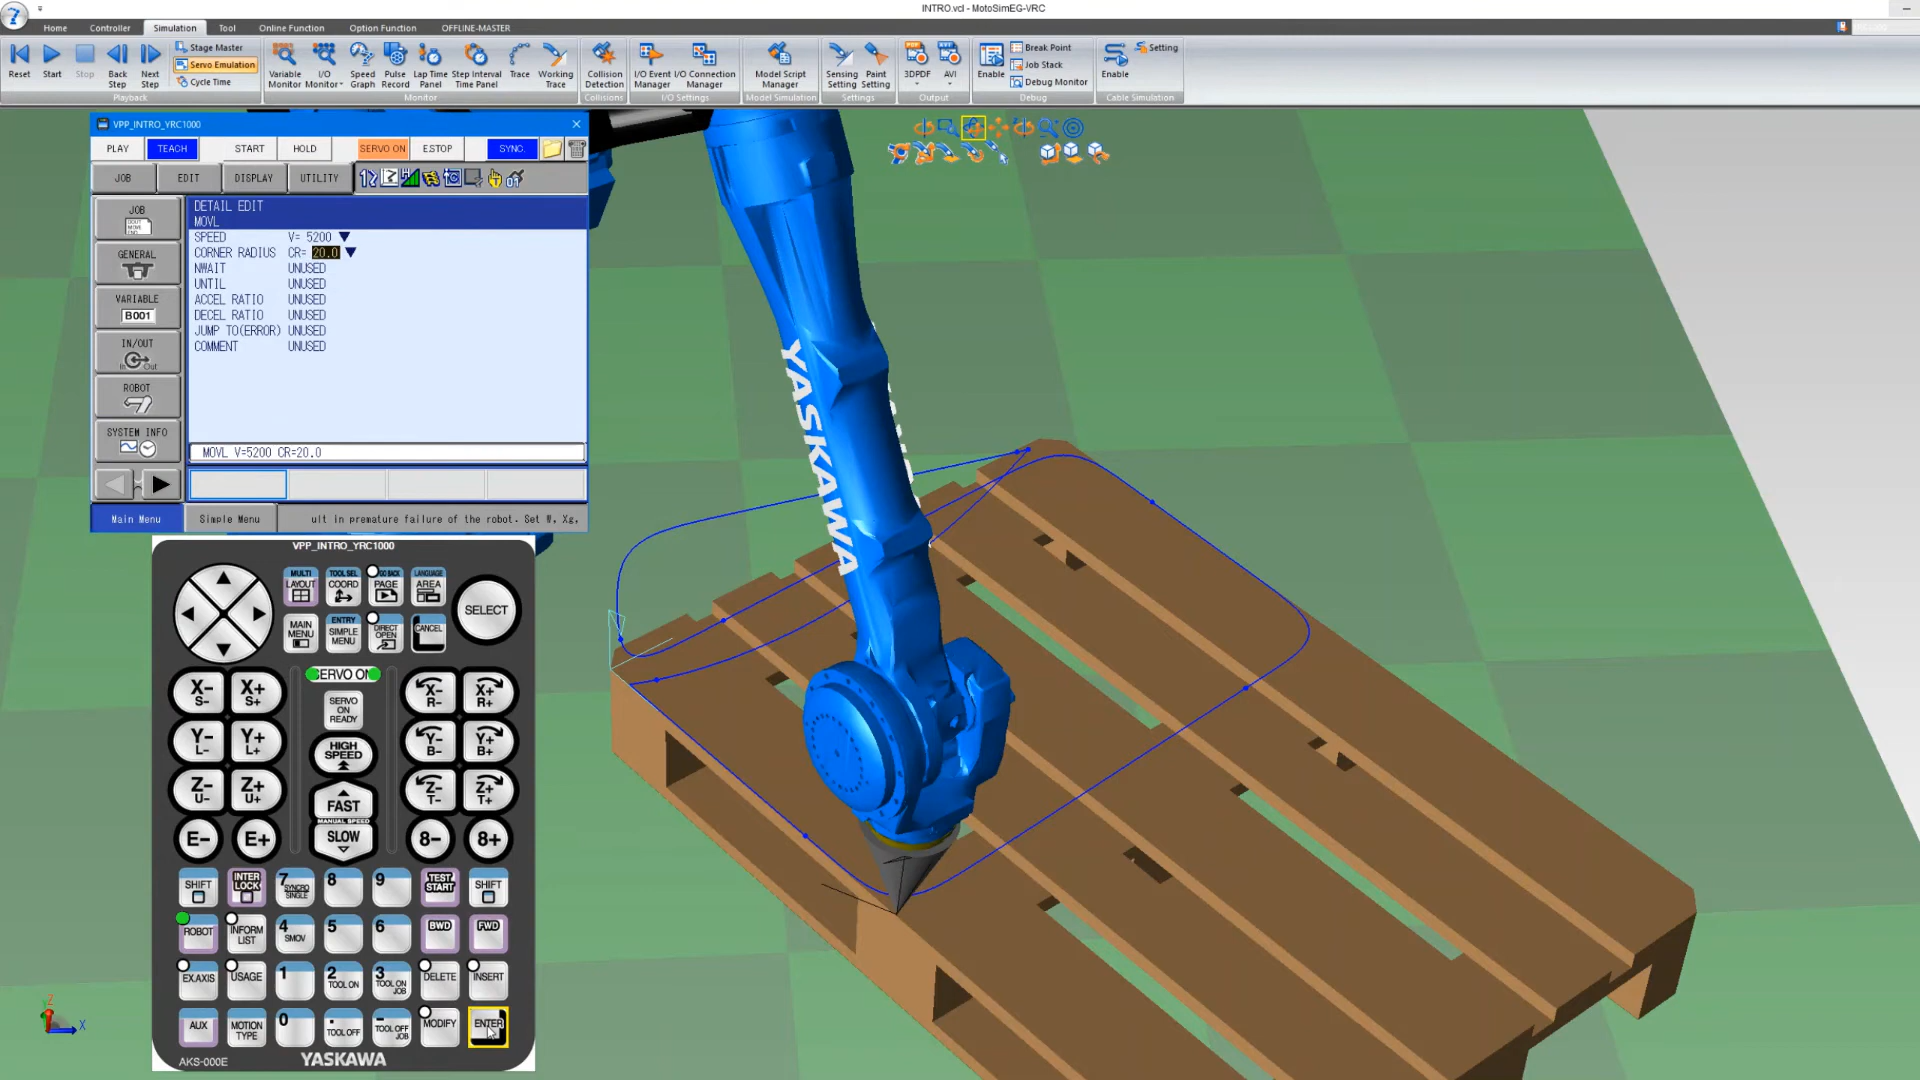 INTRO.vcl - MotoSimEG-VRC
Home Controller Simulation Tool Online Function Option Function OFFLINE-MASTER
Reset Start Stop Back Step Next Step
Stage Master
Servo Emulation
Cycle Time
Variable Monitor I/O Monitor Speed Graph Pulse Record Lap Time Panel Step Interval Time Panel Trace Working Trace
Collision Detection
I/O Event Manager I/O Connection Manager
Model Script Manager
Sensing Setting Paint Setting
3DPDF AVI
Enable
Break Point
Job Stack
Debug Monitor
Enable
Setting
Playback Monitor Collisions I/O Settings Model Simulation Settings Output Debug Cable Simulation
VPP_INTRO_YRC1000
PLAY TEACH START HOLD SERVO ON ESTOP SYNC.
JOB EDIT DISPLAY UTILITY
JOB
GENERAL
VARIABLE
B001
IN/OUT
In Out
ROBOT
SYSTEM INFO
DETAIL EDIT
MOVL
SPEED V= 5200
CORNER RADIUS CR= 20.0
NWAIT UNUSED
UNTIL UNUSED
ACCEL RATIO UNUSED
DECEL RATIO UNUSED
JUMP TO(ERROR) UNUSED
COMMENT UNUSED
MOVL V=5200 CR=20.0
Main Menu Simple Menu ult in premature failure of the robot. Set W, Xg,
VPP_INTRO_YRC1000
MULTI LAYOUT
TOOL SEL COORD
GO BACK PAGE
LANGUAGE AREA
SELECT
MAIN MENU
ENTRY SIMPLE MENU
DIRECT OPEN
CANCEL
SERVO ON
X- S- X+ S+
SERVO ON READY
X- R- X+ R+
Y- L- Y+ L+
HIGH SPEED
Y- B- Y+ B+
Z- U- Z+ U+
FAST
MANUAL SPEED
SLOW
Z- T- Z+ T+
E- E+ 8- 8+
SHIFT INTER LOCK 7 SYNCRO SINGLE 8 9 TEST START SHIFT
ROBOT INFORM LIST 4 SMOV 5 6 BWD FWD
EX.AXIS USAGE 1 2 TOOL ON 3 TOOL ON JOB DELETE INSERT
AUX MOTION TYPE 0 . TOOL OFF - TOOL OFF JOB MODIFY ENTER
AKS-000E YASKAWA
YASKAWA
Z
X